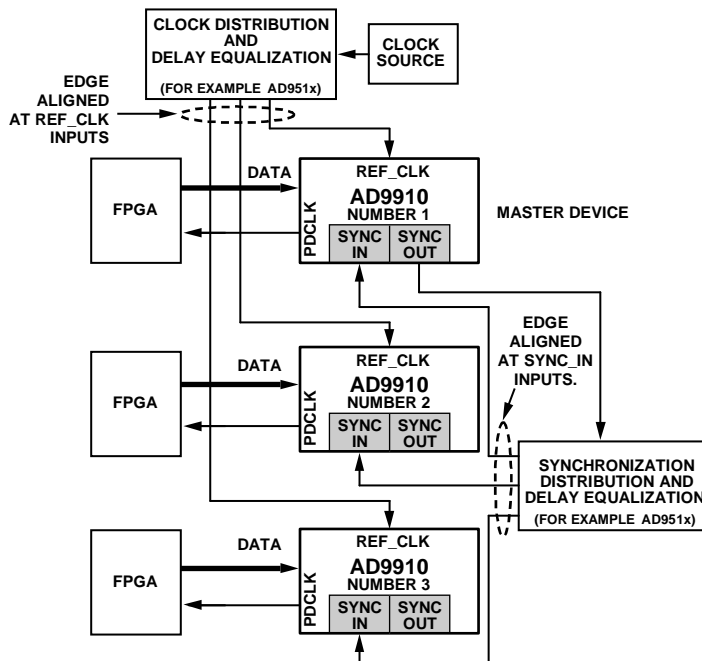 CLOCK DISTRIBUTION
AND
DELAY EQUALIZATION
(FOR EXAMPLE AD951x)
CLOCK
SOURCE
EDGE
ALIGNED
AT REF_CLK
INPUTS
FPGA
DATA
REF_CLK
AD9910
NUMBER 1
PDCLK
SYNC
IN
SYNC
OUT
MASTER DEVICE
EDGE
ALIGNED
AT SYNC_IN
INPUTS.
FPGA
DATA
REF_CLK
AD9910
NUMBER 2
PDCLK
SYNC
IN
SYNC
OUT
SYNCHRONIZATION
DISTRIBUTION AND
DELAY EQUALIZATION
(FOR EXAMPLE AD951x)
FPGA
DATA
REF_CLK
AD9910
NUMBER 3
PDCLK
SYNC
IN
SYNC
OUT